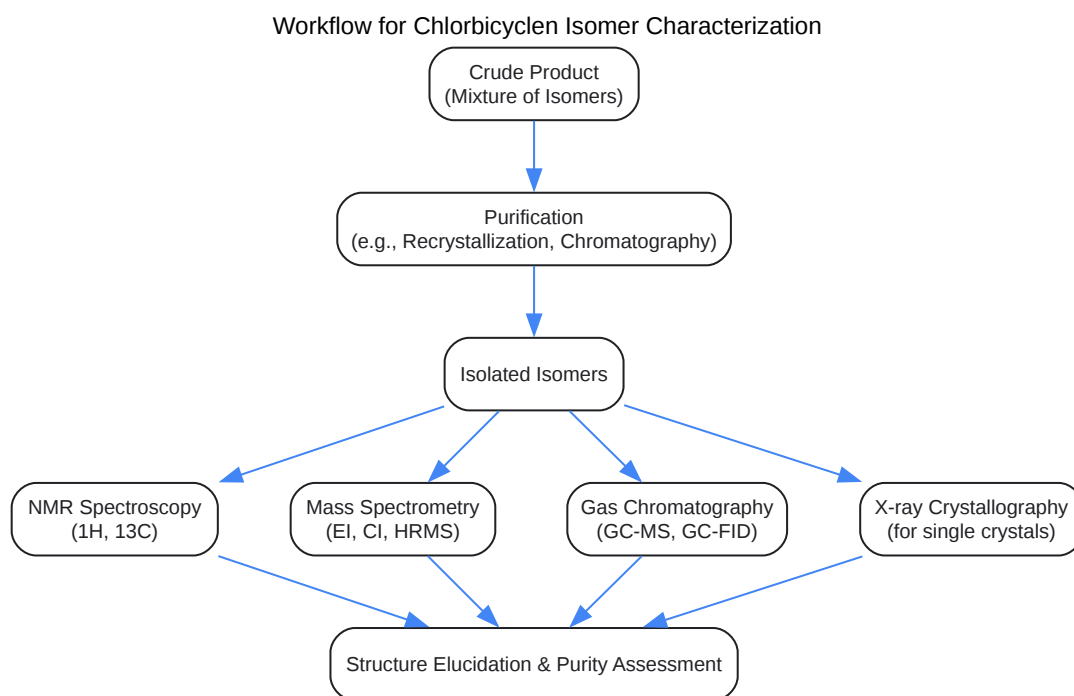 Workflow for Chlorbicyclen Isomer Characterization
Crude Product
(Mixture of Isomers)
Purification
(e.g., Recrystallization, Chromatography)
Isolated Isomers
NMR Spectroscopy
(1H, 13C)
Mass Spectrometry
(EI, CI, HRMS)
Gas Chromatography
(GC-MS, GC-FID)
X-ray Crystallography
(for single crystals)
Structure Elucidation & Purity Assessment